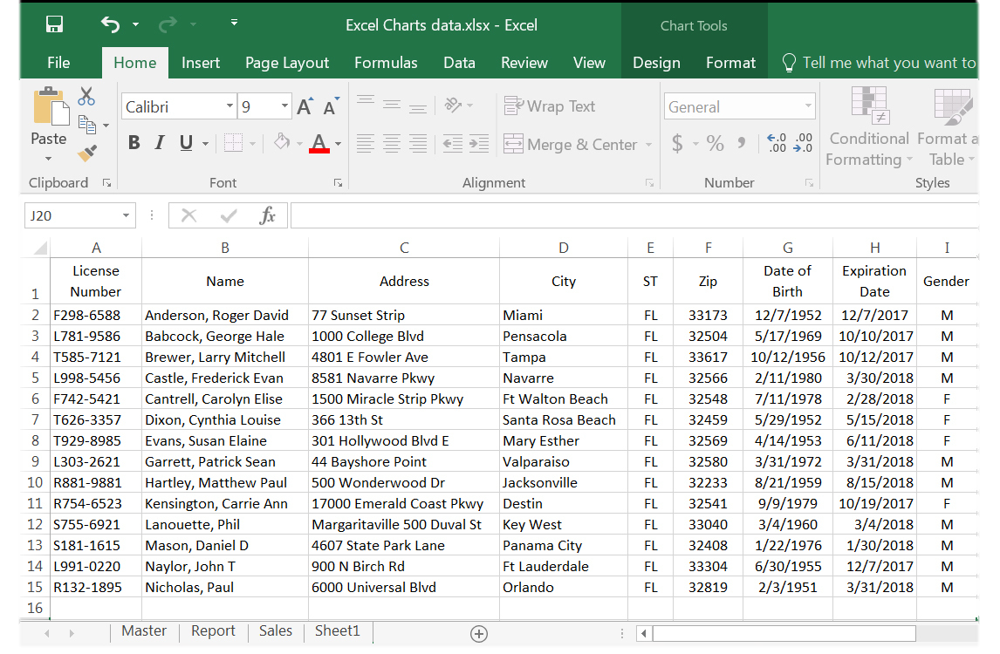 Excel Charts data.xlsx - Excel
Chart Tools
File Home Insert Page Layout Formulas Data Review View Design Format Tell me what you want to
Calibri 9 A A Wrap Text General
Paste B I U A Merge & Center $ % , .0 .00 .00 .0 Conditional Formatting Format a Table
Clipboard Font Alignment Number Styles
J20 fx
A B C D E F G H I
1 License Number Name Address City ST Zip Date of Birth Expiration Date Gender
2 F298-6588 Anderson, Roger David 77 Sunset Strip Miami FL 33173 12/7/1952 12/7/2017 M
3 L781-9586 Babcock, George Hale 1000 College Blvd Pensacola FL 32504 5/17/1969 10/10/2017 M
4 T585-7121 Brewer, Larry Mitchell 4801 E Fowler Ave Tampa FL 33617 10/12/1956 10/12/2017 M
5 L998-5456 Castle, Frederick Evan 8581 Navarre Pkwy Navarre FL 32566 2/11/1980 3/30/2018 M
6 F742-5421 Cantrell, Carolyn Elise 1500 Miracle Strip Pkwy Ft Walton Beach FL 32548 7/11/1978 2/28/2018 F
7 T626-3357 Dixon, Cynthia Louise 366 13th St Santa Rosa Beach FL 32459 5/29/1952 5/15/2018 F
8 T929-8985 Evans, Susan Elaine 301 Hollywood Blvd E Mary Esther FL 32569 4/14/1953 6/11/2018 F
9 L303-2621 Garrett, Patrick Sean 44 Bayshore Point Valparaiso FL 32580 3/31/1972 3/31/2018 M
10 R881-9881 Hartley, Matthew Paul 500 Wonderwood Dr Jacksonville FL 32233 8/21/1959 8/15/2018 M
11 R754-6523 Kensington, Carrie Ann 17000 Emerald Coast Pkwy Destin FL 32541 9/9/1979 10/19/2017 F
12 S755-6921 Lanouette, Phil Margaritaville 500 Duval St Key West FL 33040 3/4/1960 3/4/2018 M
13 S181-1615 Mason, Daniel D 4607 State Park Lane Panama City FL 32408 1/22/1976 1/30/2018 M
14 L991-0220 Naylor, John T 900 N Birch Rd Ft Lauderdale FL 33304 6/30/1955 12/7/2017 M
15 R132-1895 Nicholas, Paul 6000 Universal Blvd Orlando FL 32819 2/3/1951 3/31/2018 M
16
Master Report Sales Sheet1